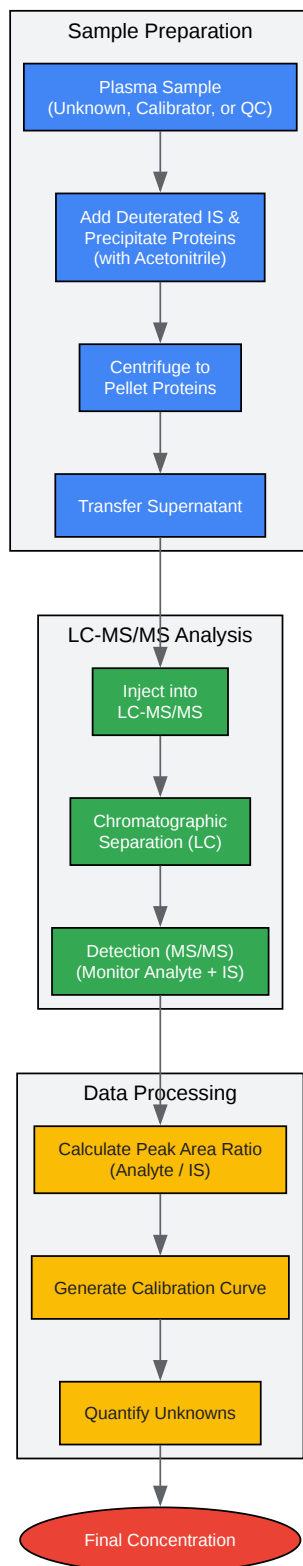 Sample Preparation
Plasma Sample
(Unknown, Calibrator, or QC)
Add Deuterated IS &
Precipitate Proteins
(with Acetonitrile)
Centrifuge to
Pellet Proteins
Transfer Supernatant
LC-MS/MS Analysis
Inject into
LC-MS/MS
Chromatographic
Separation (LC)
Detection (MS/MS)
(Monitor Analyte + IS)
Data Processing
Calculate Peak Area Ratio
(Analyte / IS)
Generate Calibration Curve
Quantify Unknowns
Final Concentration